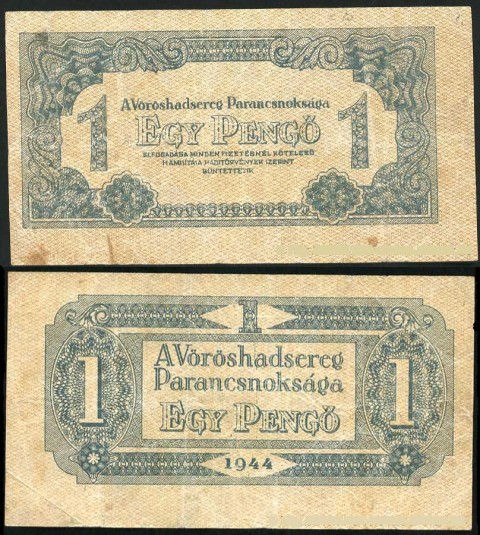 A Vöröshadsereg Parancsnoksága
1 EGY PENGŐ 1
ELFOGADÁSA MINDEN FIZETÉSNÉL KÖTELEZŐ
HAMISÍTÁSA HADITÖRVÉNYEK SZERINT
BÜNTETTETIK
1
A Vöröshadsereg
Parancsnoksága
1 EGY PENGŐ 1
1944